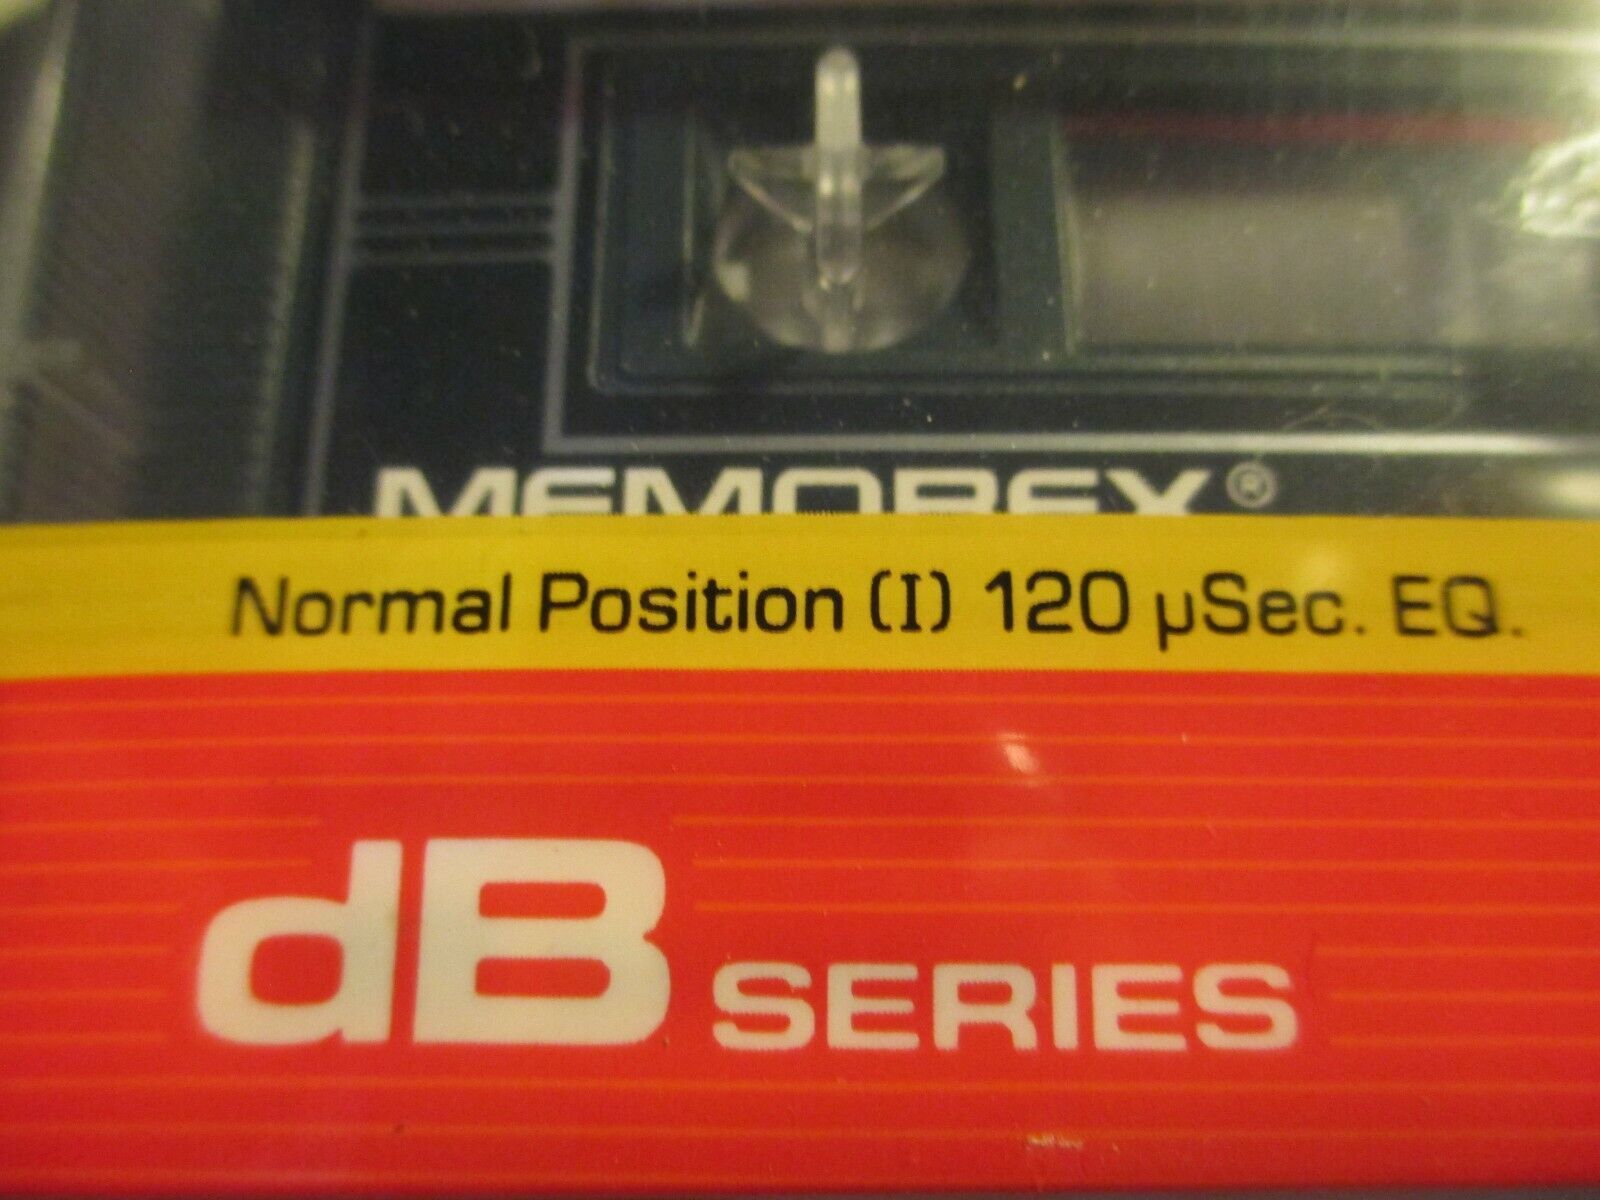 MEMOREX®
Normal Position (I) 120 µSec. EQ.
dB SERIES